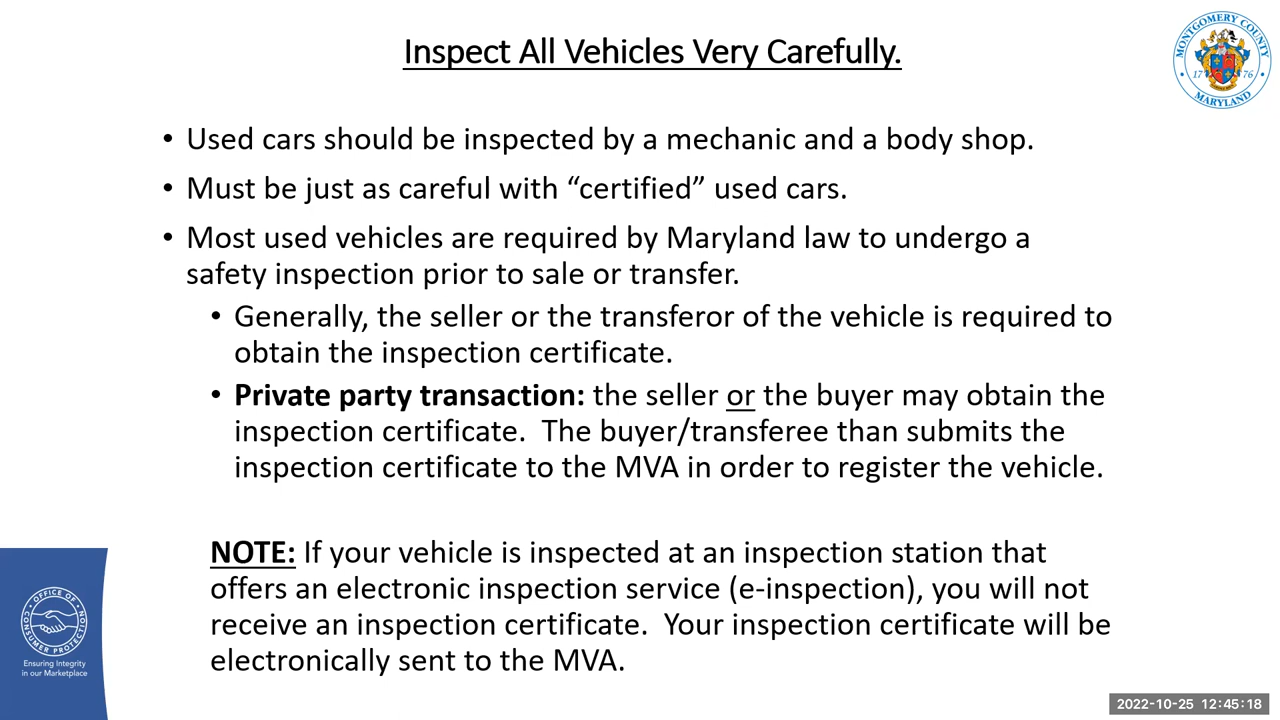 Inspect All Vehicles Very Carefully.
MONTGOMERY COUNTY
17 76
MARYLAND
• Used cars should be inspected by a mechanic and a body shop.
• Must be just as careful with “certified” used cars.
• Most used vehicles are required by Maryland law to undergo a
safety inspection prior to sale or transfer.
• Generally, the seller or the transferor of the vehicle is required to
obtain the inspection certificate.
• Private party transaction: the seller or the buyer may obtain the
inspection certificate.  The buyer/transferee than submits the
inspection certificate to the MVA in order to register the vehicle.
NOTE: If your vehicle is inspected at an inspection station that
offers an electronic inspection service (e-inspection), you will not
receive an inspection certificate.  Your inspection certificate will be
electronically sent to the MVA.
OFFICE OF
CONSUMER PROTECTION
Ensuring Integrity
in our Marketplace
2022-10-25 12:45:18